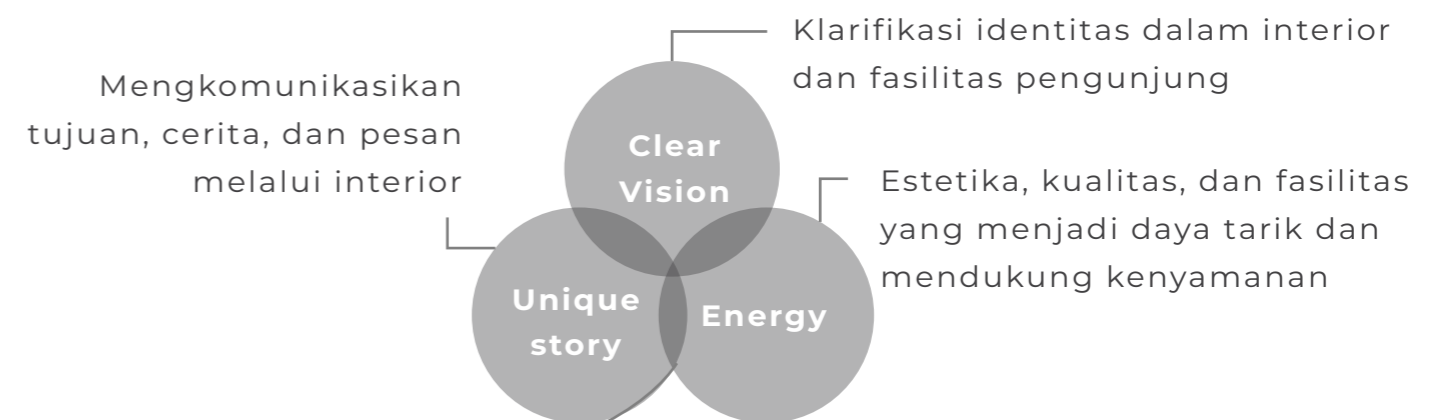 Klarifikasi identitas dalam interior
dan fasilitas pengunjung
Mengkomunikasikan
tujuan, cerita, dan pesan
melalui interior
Clear
Vision
Estetika, kualitas, dan fasilitas
yang menjadi daya tarik dan
mendukung kenyamanan
Unique
story
Energy